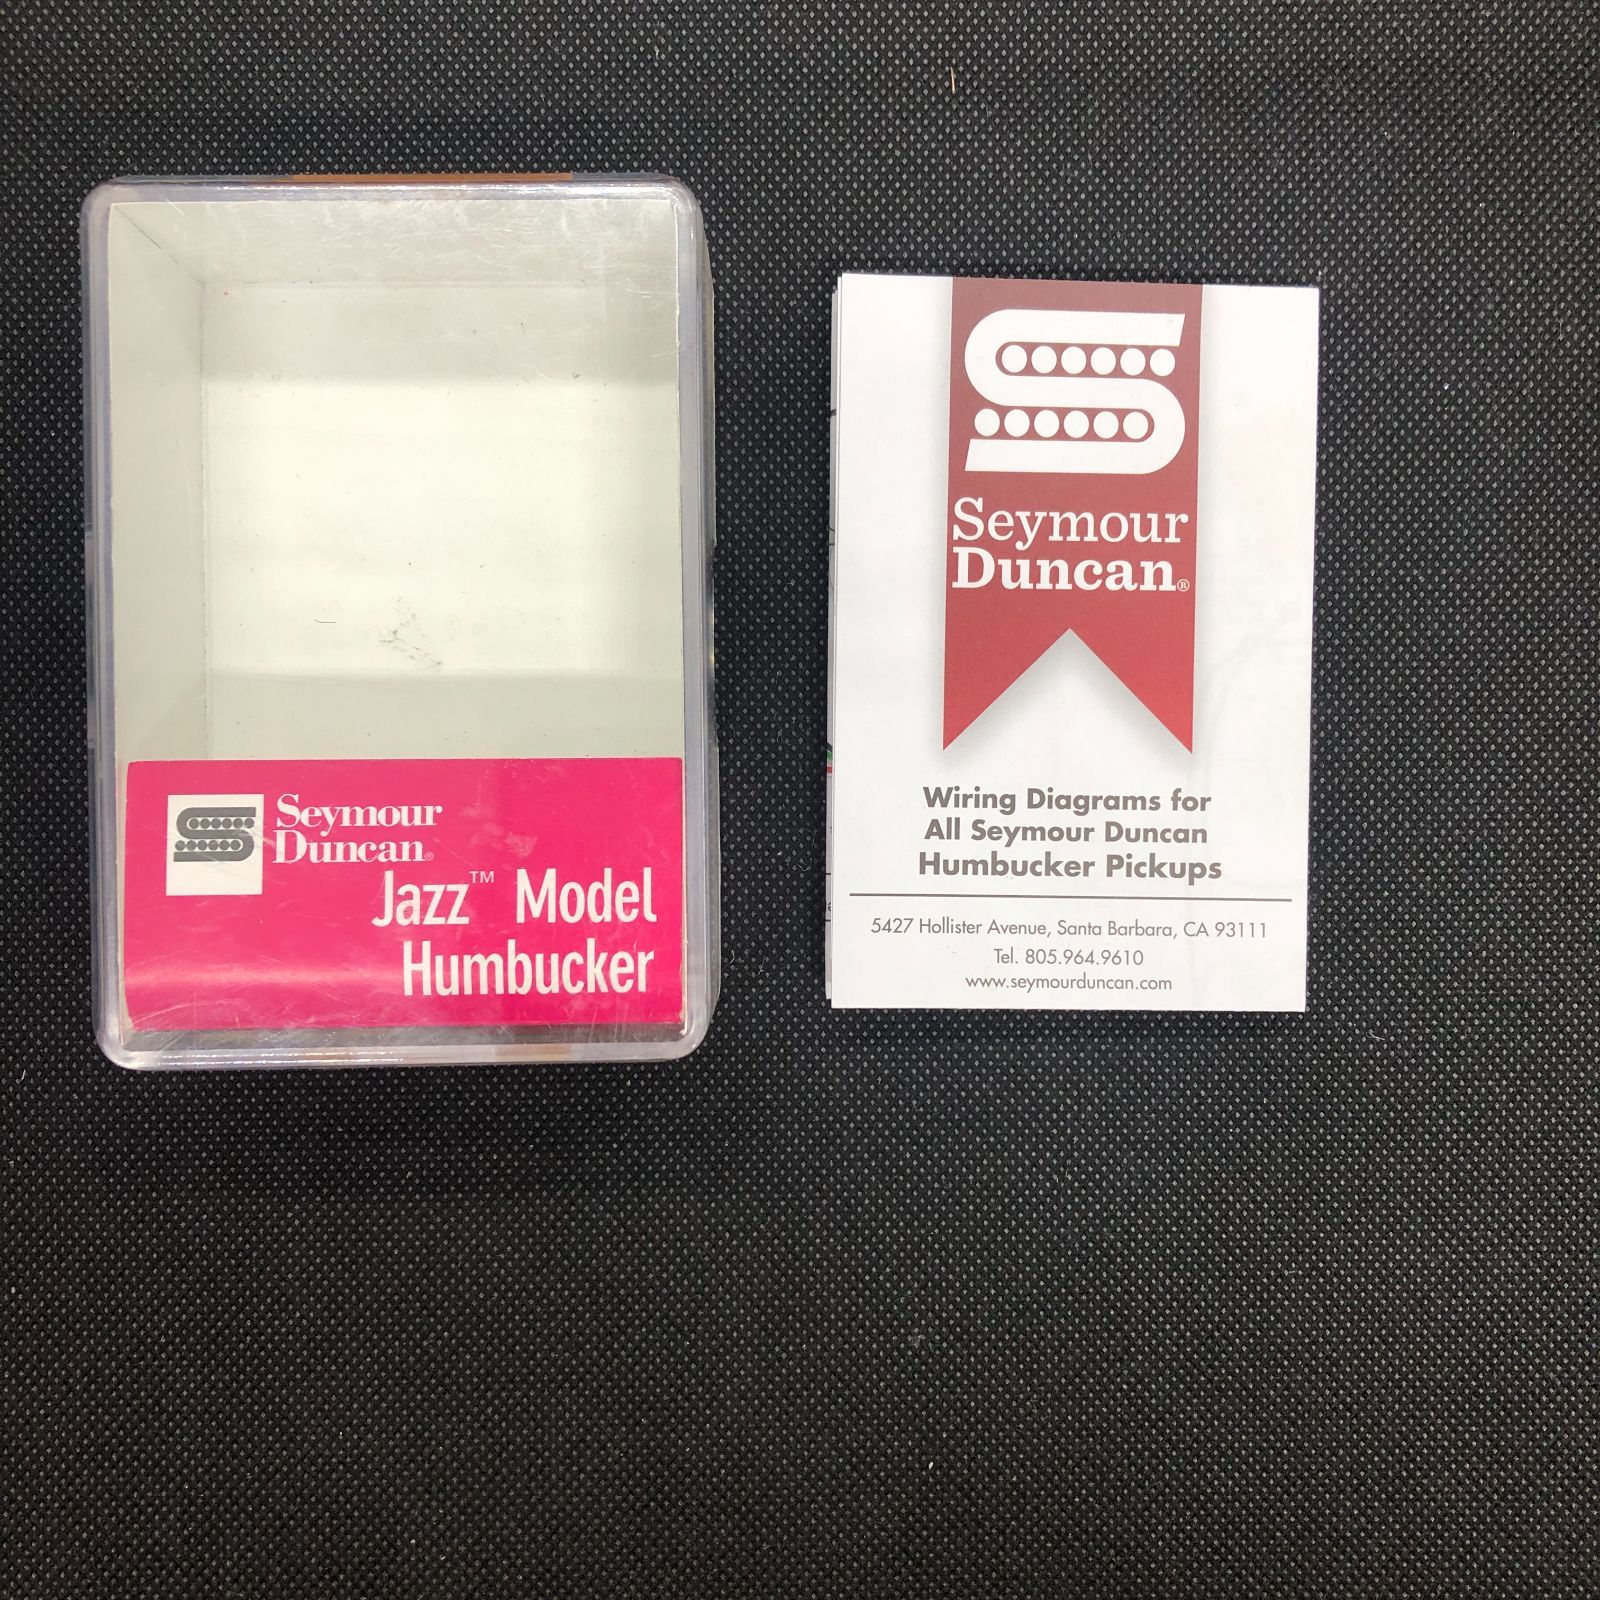 Seymour
Duncan®
Jazz™ Model
Humbucker
Seymour
Duncan®
Wiring Diagrams for
All Seymour Duncan
Humbucker Pickups
5427 Hollister Avenue, Santa Barbara, CA 93111
Tel. 805.964.9610
www.seymourduncan.com